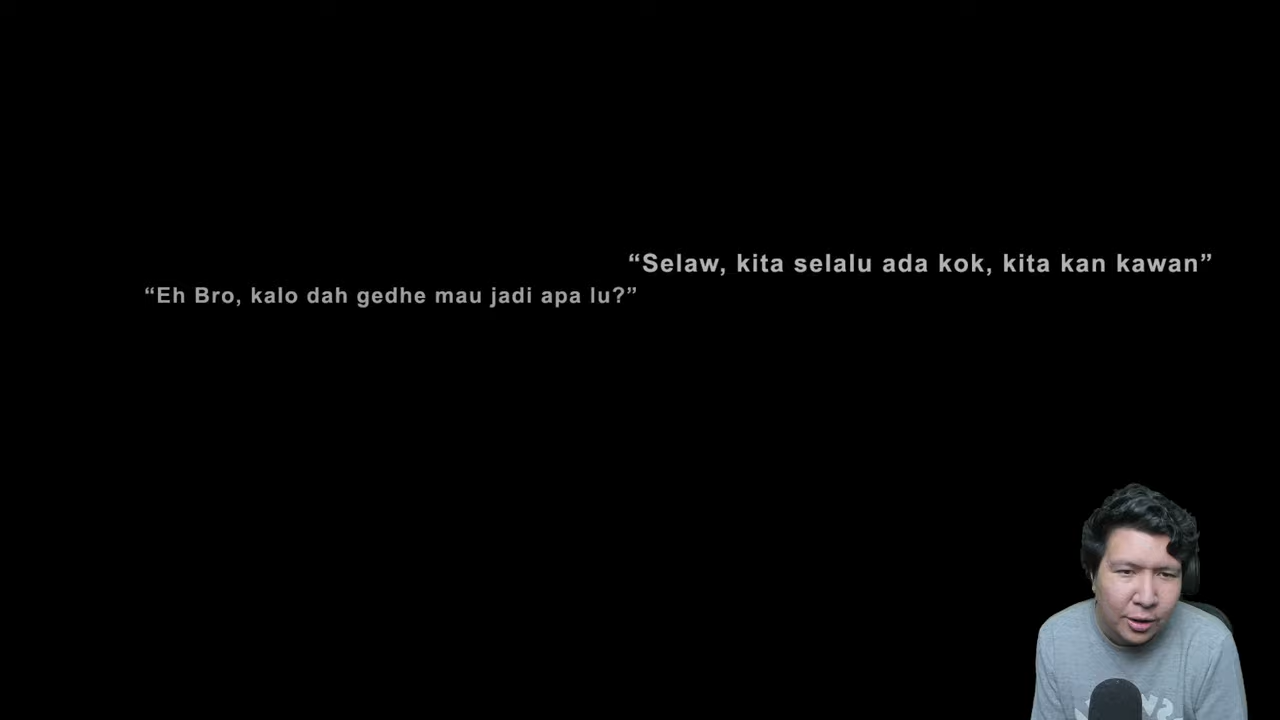 “Selaw, kita selalu ada kok, kita kan kawan”
“Eh Bro, kalo dah gedhe mau jadi apa lu?”